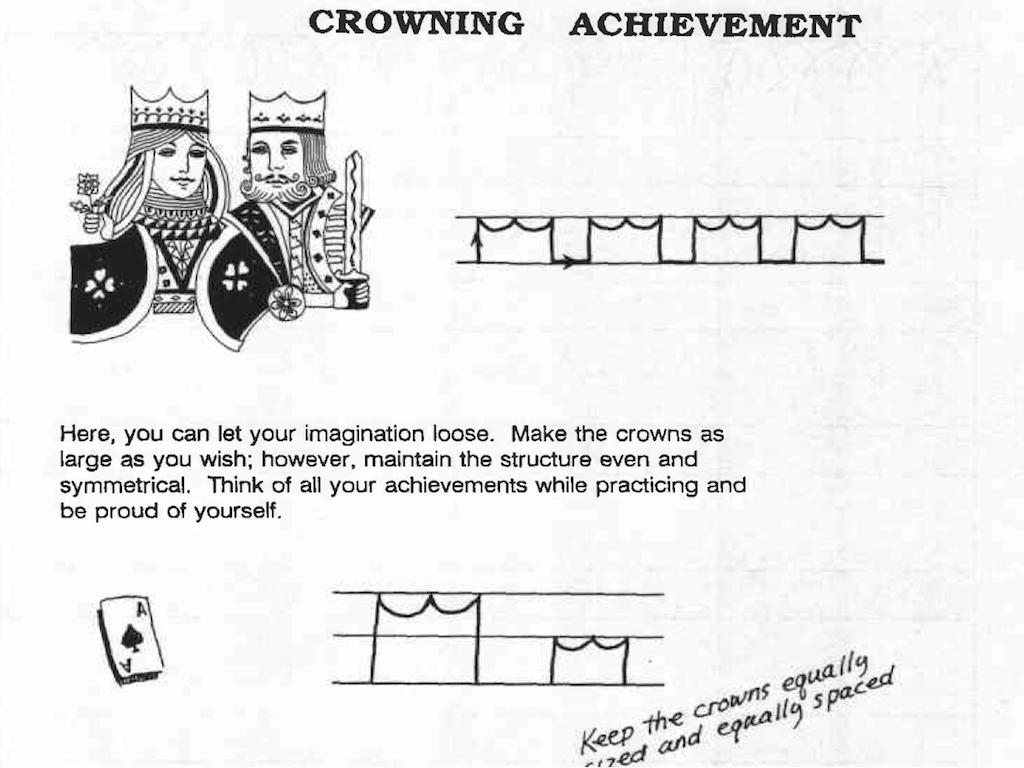 CROWNING ACHIEVEMENT
Here, you can let your imagination loose. Make the crowns as
large as you wish; however, maintain the structure even and
symmetrical. Think of all your achievements while practicing and
be proud of yourself.
A
A
Keep the crowns equally
sized and equally spaced